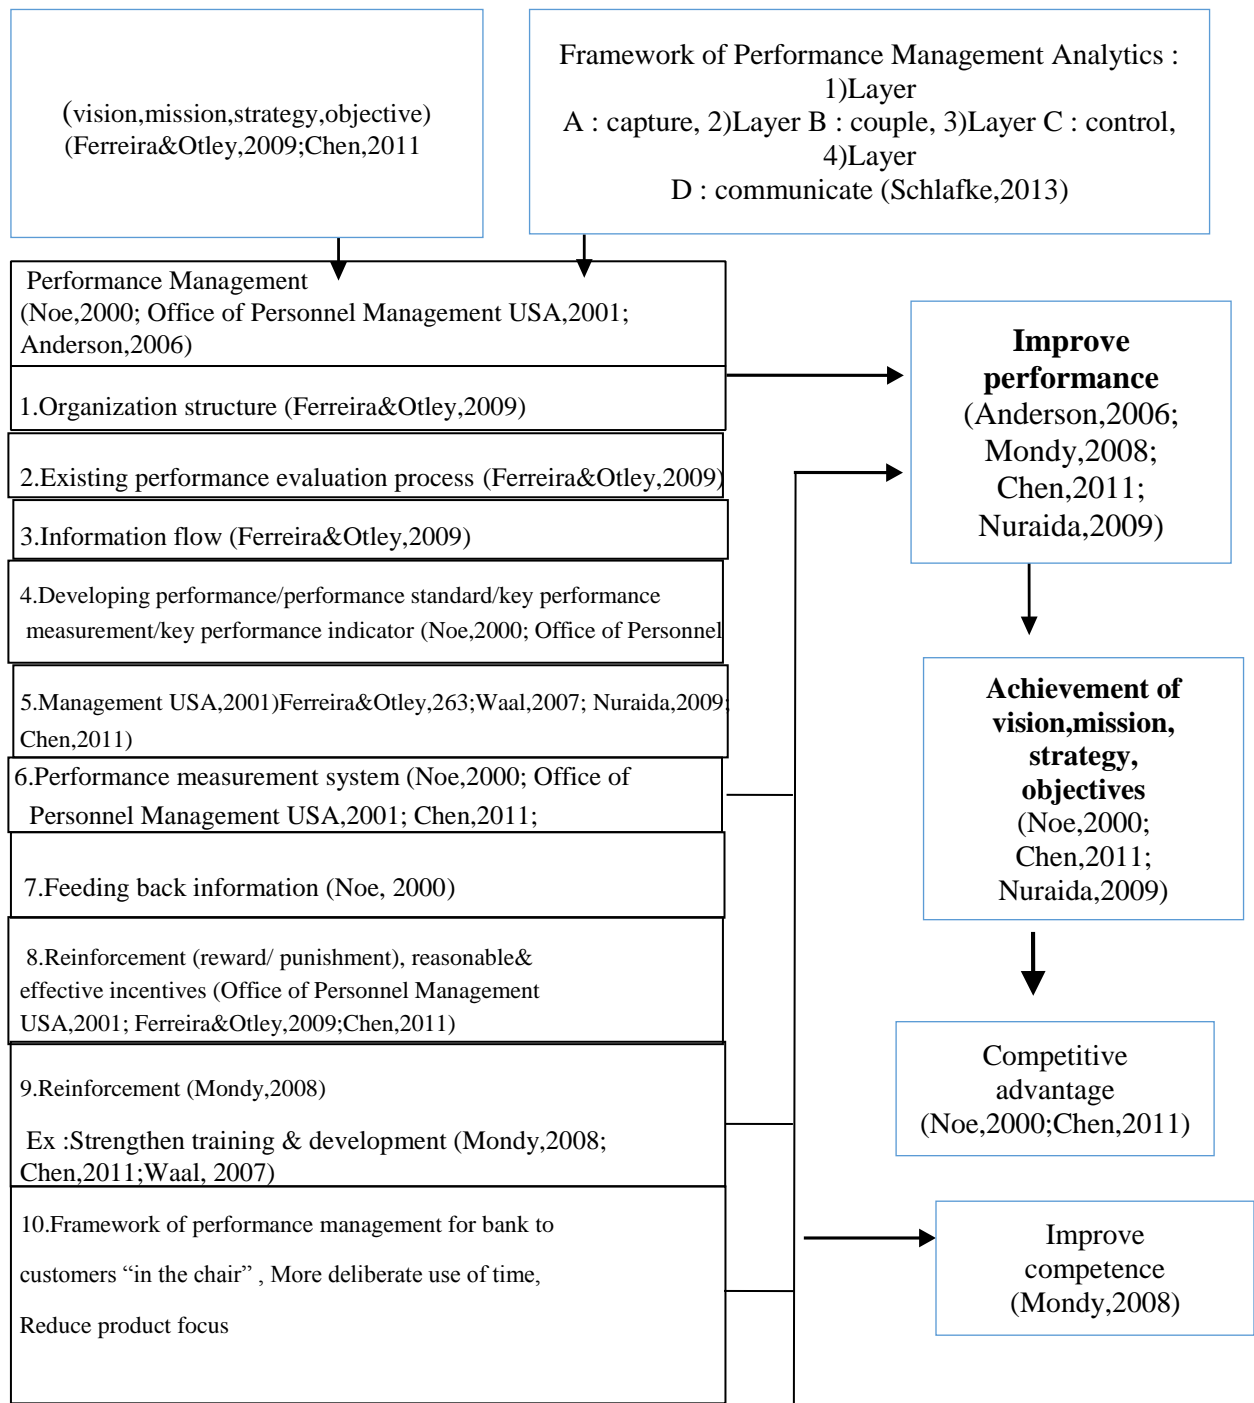 (vision,mission,strategy,objective)
(Ferreira&Otley,2009;Chen,2011
Framework of Performance Management Analytics :
1)Layer
A : capture, 2)Layer B : couple, 3)Layer C : control,
4)Layer
D : communicate (Schlafke,2013)
Performance Management
(Noe,2000; Office of Personnel Management USA,2001;
Anderson,2006)
1.Organization structure (Ferreira&Otley,2009)
2.Existing performance evaluation process (Ferreira&Otley,2009)
3.Information flow (Ferreira&Otley,2009)
4.Developing performance/performance standard/key performance
measurement/key performance indicator (Noe,2000; Office of Personnel
5.Management USA,2001)Ferreira&Otley,263;Waal,2007; Nuraida,2009;
Chen,2011)
6.Performance measurement system (Noe,2000; Office of
Personnel Management USA,2001; Chen,2011;
7.Feeding back information (Noe, 2000)
8.Reinforcement (reward/ punishment), reasonable&
effective incentives (Office of Personnel Management
USA,2001; Ferreira&Otley,2009;Chen,2011)
9.Reinforcement (Mondy,2008)
Ex :Strengthen training & development (Mondy,2008;
Chen,2011;Waal, 2007)
10.Framework of performance management for bank to
customers “in the chair” , More deliberate use of time,
Reduce product focus
Improve
performance
(Anderson,2006;
Mondy,2008;
Chen,2011;
Nuraida,2009)
Achievement of
vision,mission,
strategy,
objectives
(Noe,2000;
Chen,2011;
Nuraida,2009)
Competitive
advantage
(Noe,2000;Chen,2011)
Improve
competence
(Mondy,2008)